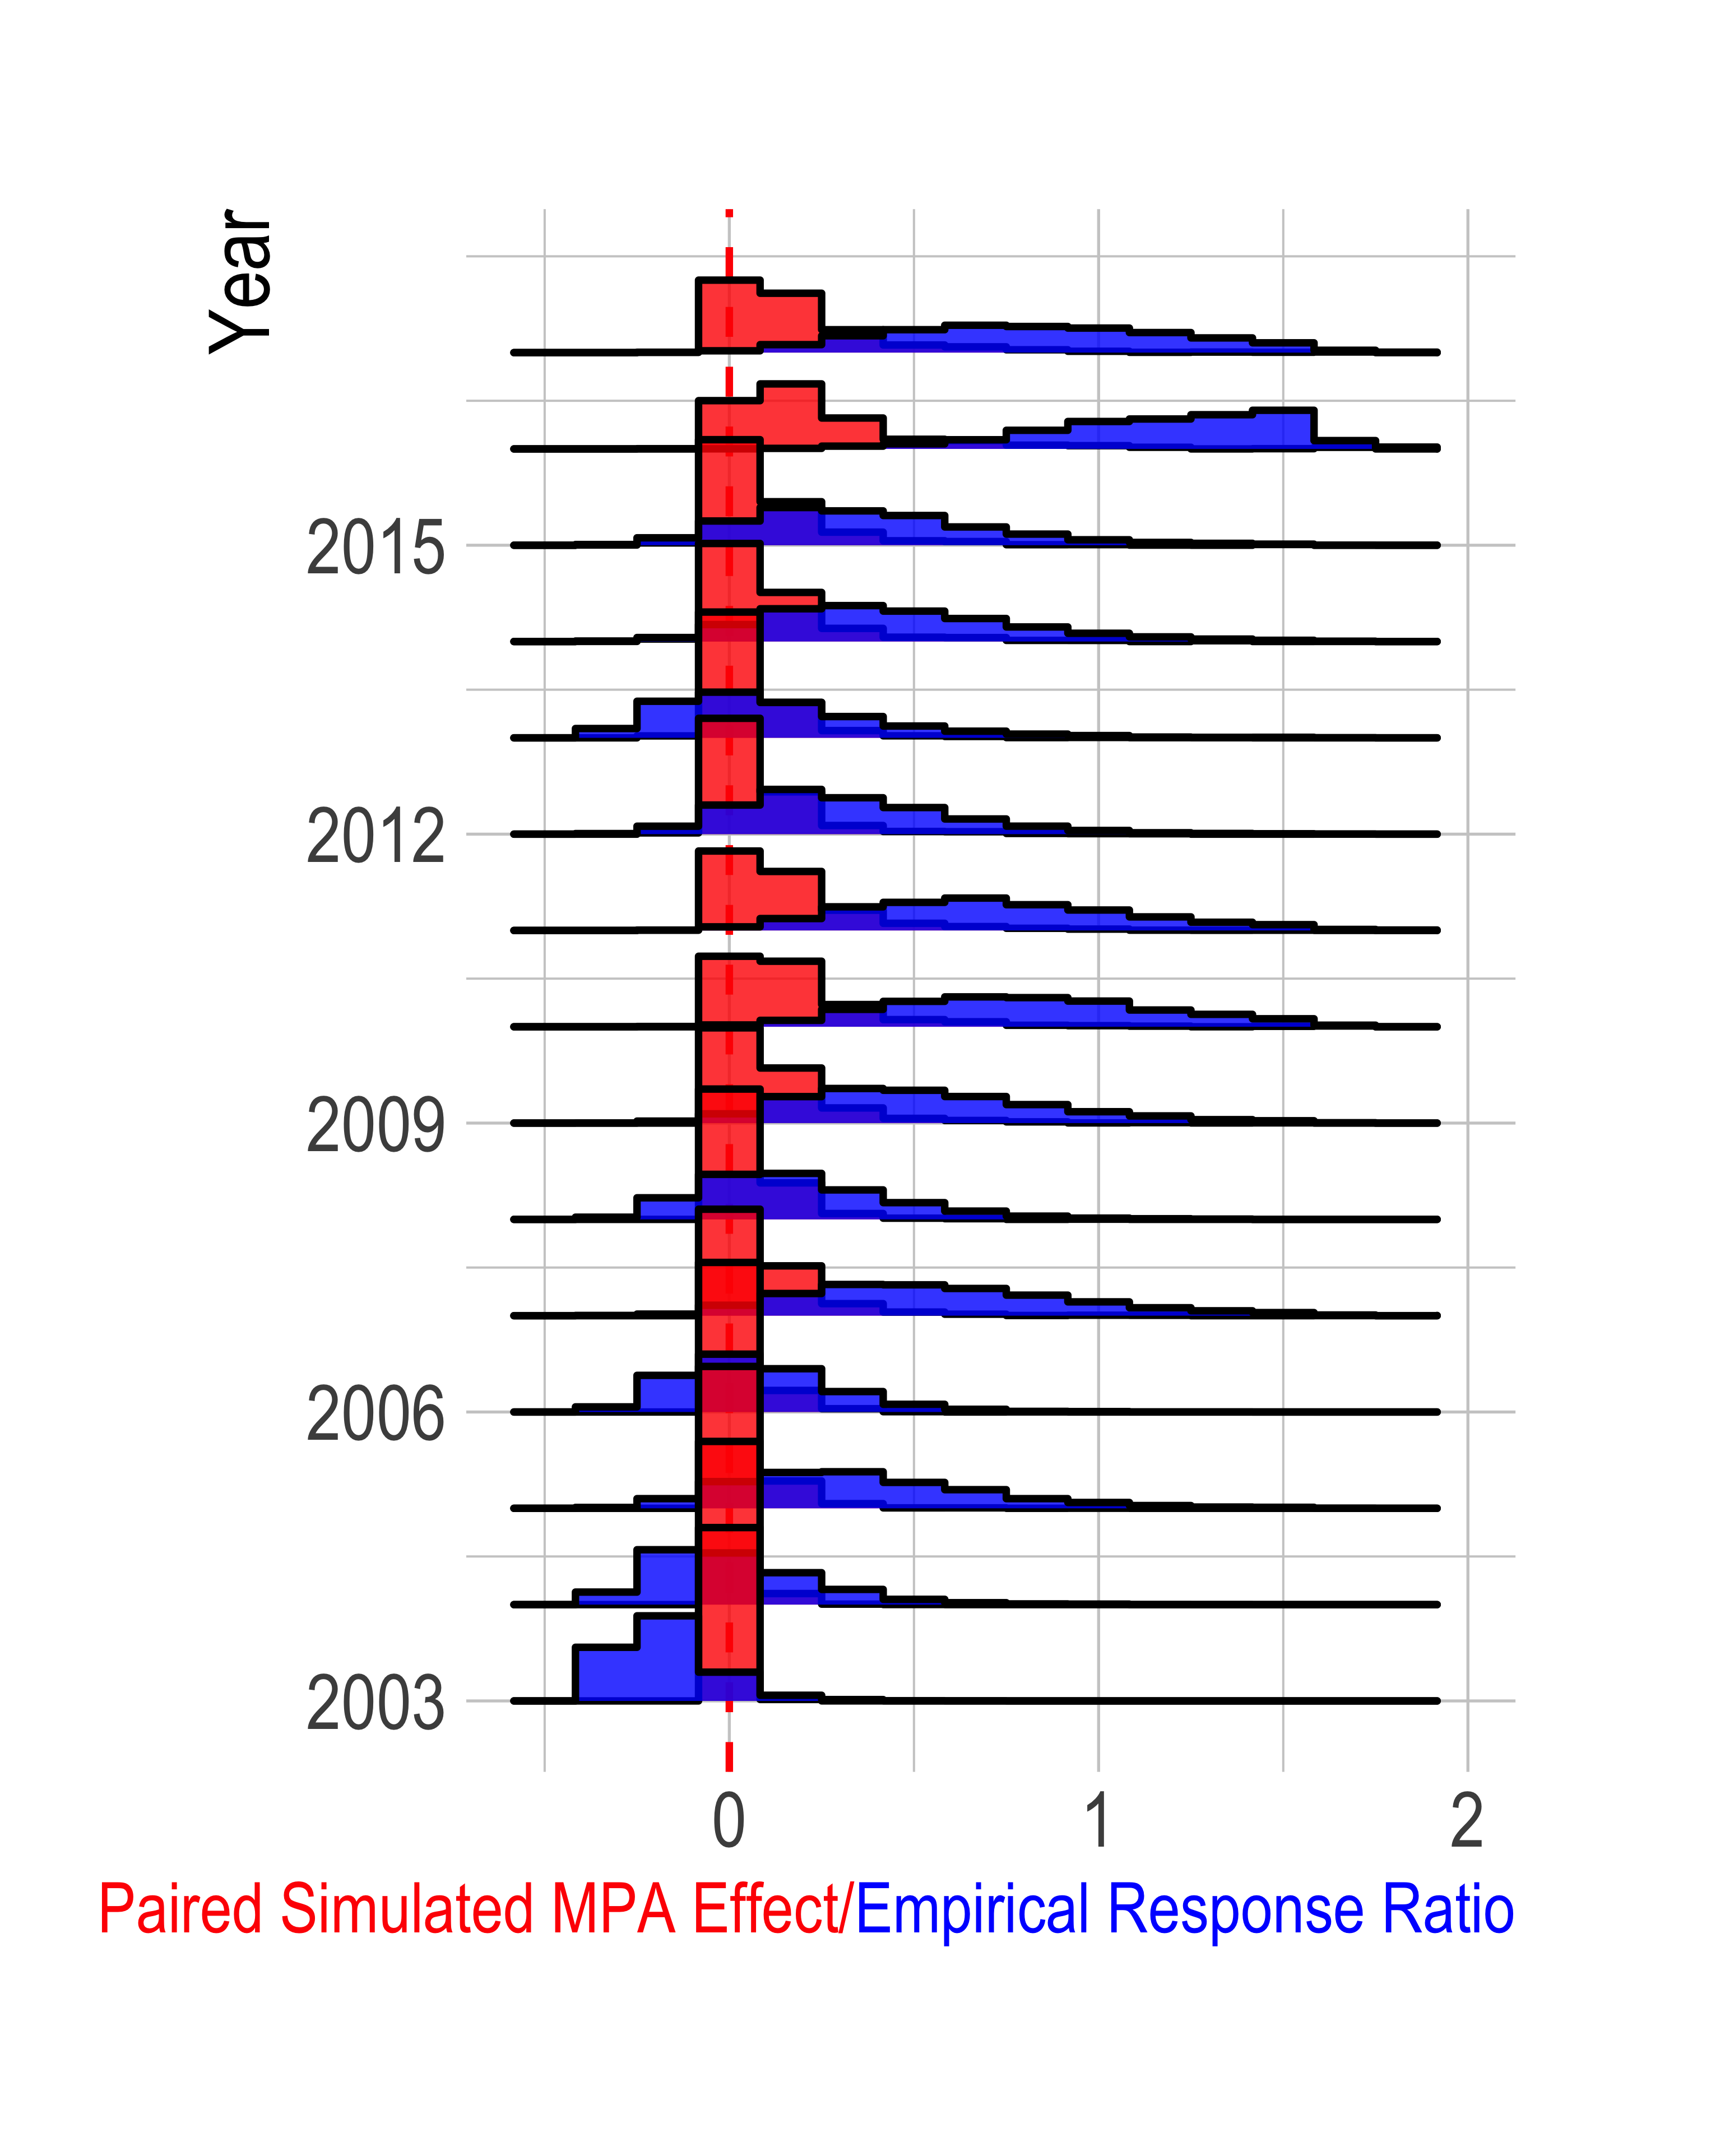 Year
2015
2012
2009
2006
2003
0 1 2
Paired Simulated MPA Effect/Empirical Response Ratio